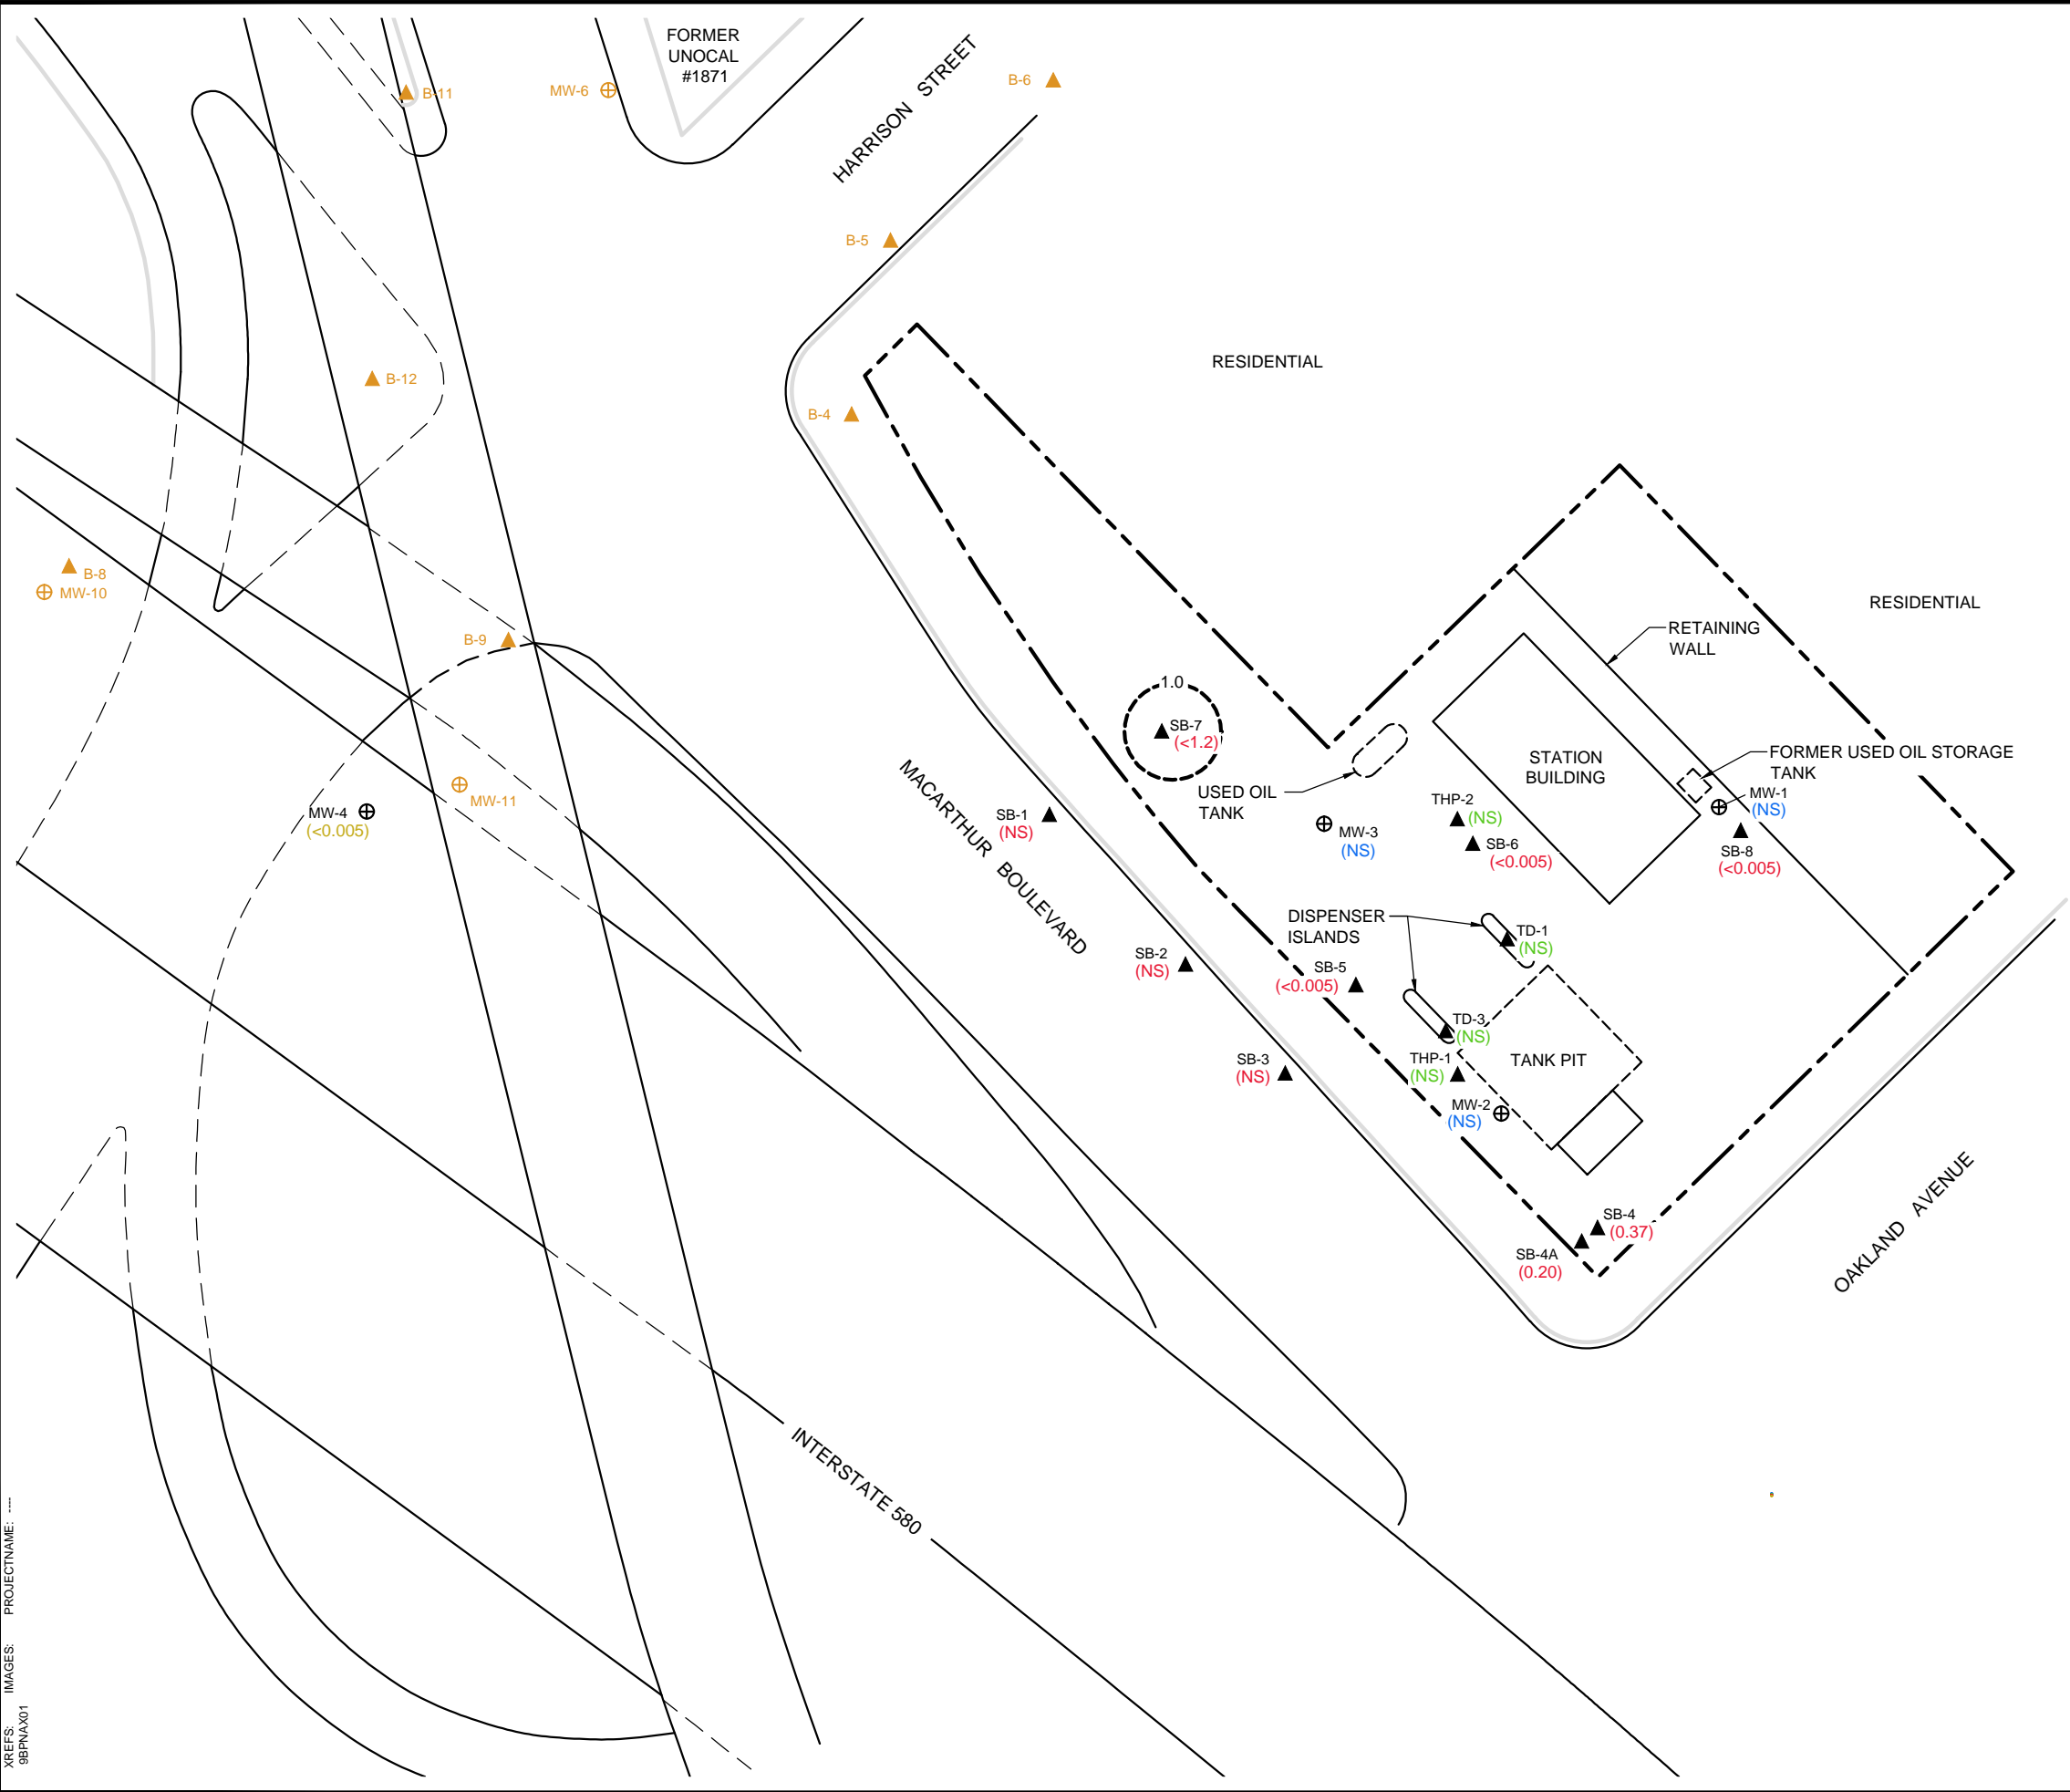 FORMER
UNOCAL
#1871
HARRISON STREET
B-6
B-11
MW-6
B-5
RESIDENTIAL
B-12
B-4
B-8
MW-10
RESIDENTIAL
RETAINING
WALL
B-9
1.0
SB-7
(<1.2)
STATION
BUILDING
FORMER USED OIL STORAGE
TANK
MW-1
(NS)
USED OIL
TANK
THP-2
(NS)
MW-11
MW-4
(<0.005)
MACARTHUR BOULEVARD
SB-1
(NS)
MW-3
(NS)
SB-6
(<0.005)
SB-8
(<0.005)
DISPENSER
ISLANDS
TD-1
(NS)
SB-2
(NS)
SB-5
(<0.005)
TD-3
(NS)
SB-3
(NS)
THP-1
(NS)
TANK PIT
MW-2
(NS)
SB-4
(0.37)
SB-4A
(0.20)
OAKLAND AVENUE
INTERSTATE 580
XREFS: IMAGES: PROJECTNAME: ----
9BPNAX01